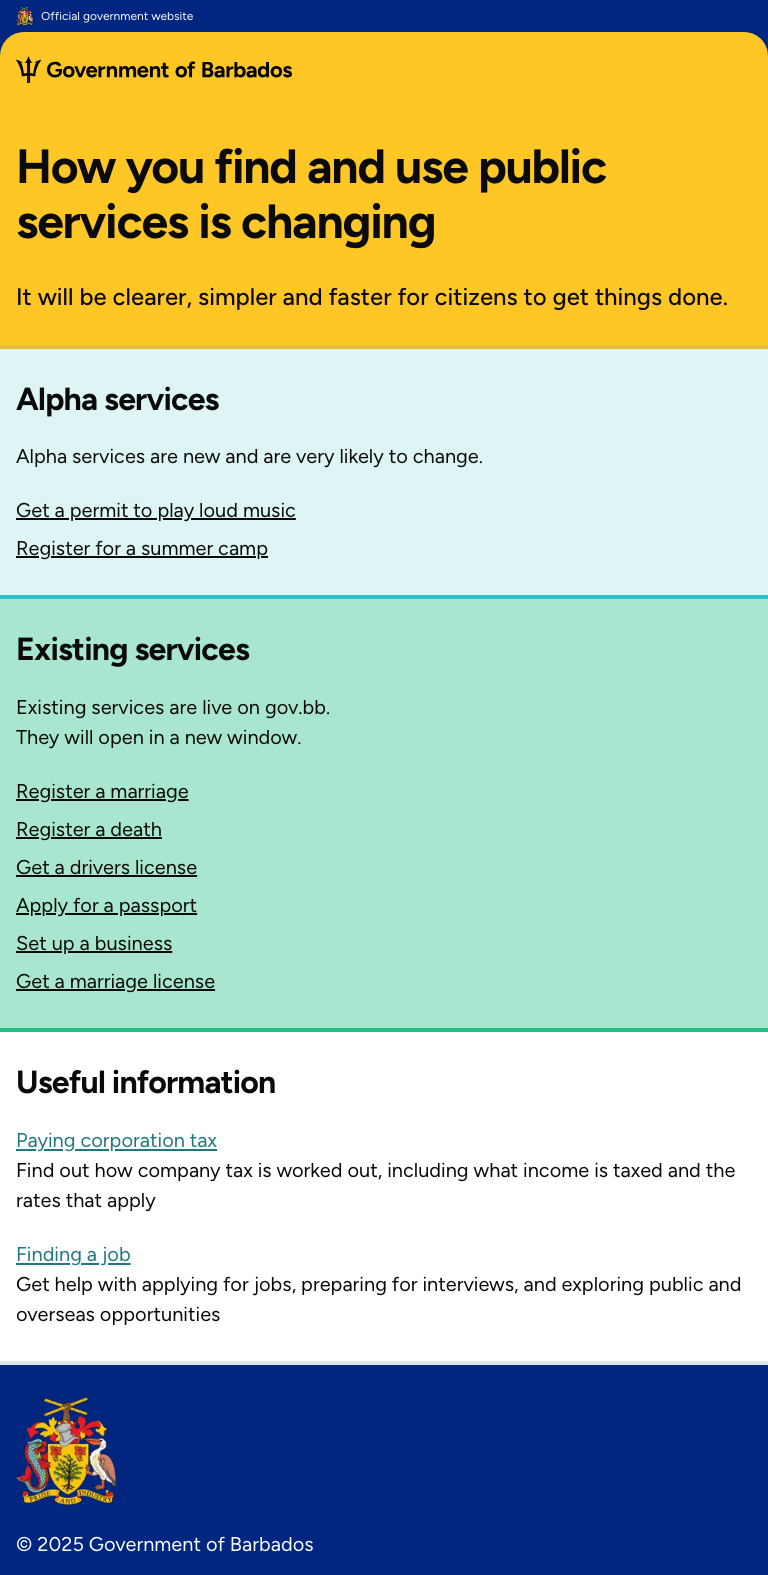 Official government website
Government of Barbados
How you find and use public
services is changing
It will be clearer, simpler and faster for citizens to get things done.
Alpha services
Alpha services are new and are very likely to change.
Get a permit to play loud music
Register for a summer camp
Existing services
Existing services are live on gov.bb.
They will open in a new window.
Register a marriage
Register a death
Get a drivers license
Apply for a passport
Set up a business
Get a marriage license
Useful information
Paying corporation tax
Find out how company tax is worked out, including what income is taxed and the
rates that apply
Finding a job
Get help with applying for jobs, preparing for interviews, and exploring public and
overseas opportunities
PRIDE AND INDUSTRY
© 2025 Government of Barbados